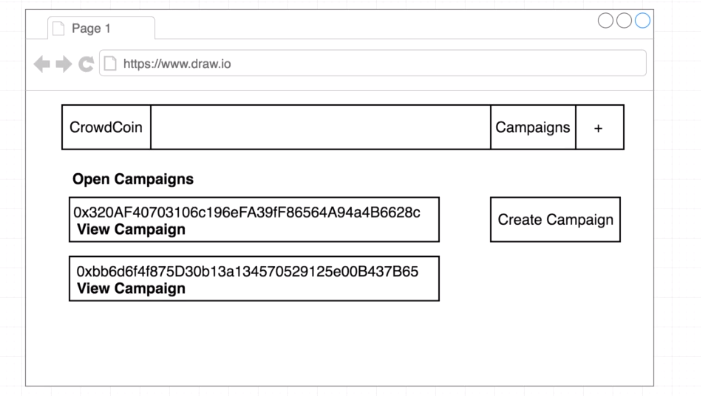 Page 1
https://www.draw.io
CrowdCoin
Campaigns
+
Open Campaigns
0x320AF40703106c196eFA39fF86564A94a4B6628c
View Campaign
Create Campaign
0xbb6d6f4f875D30b13a134570529125e00B437B65
View Campaign